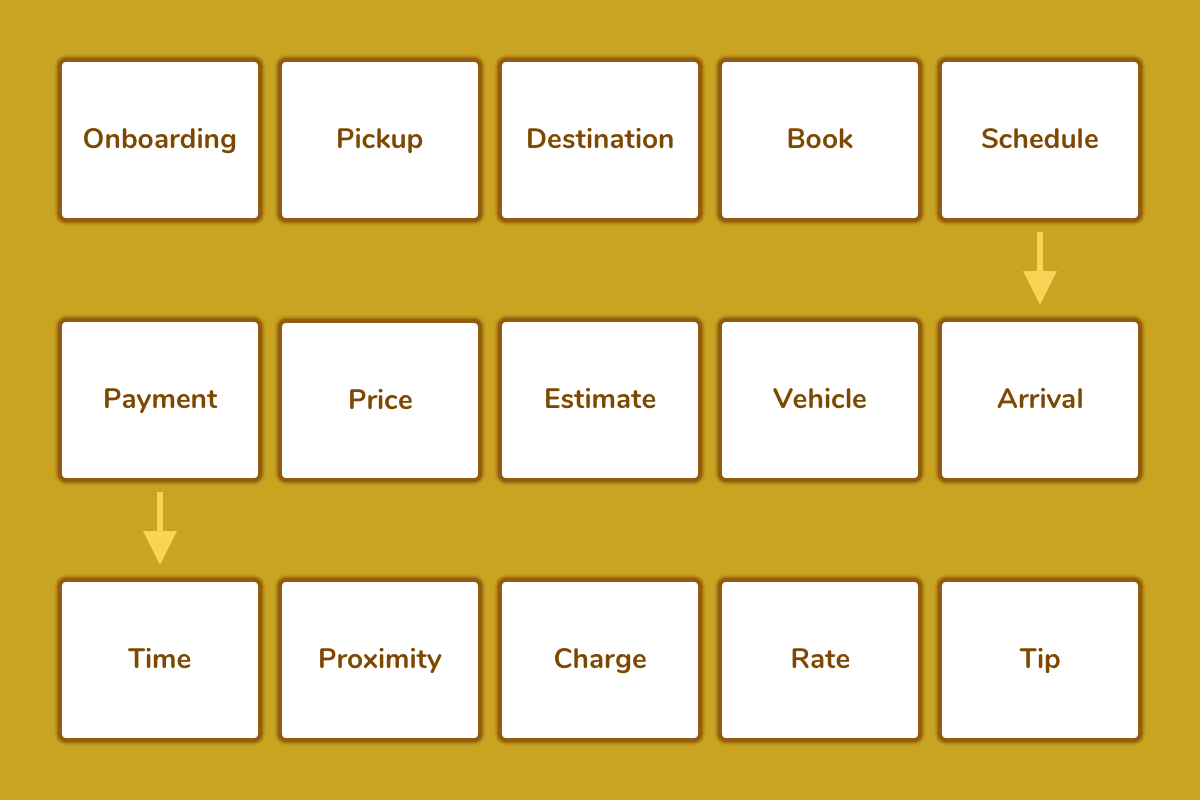 Onboarding
Pickup
Destination
Book
Schedule
Payment
Price
Estimate
Vehicle
Arrival
Time
Proximity
Charge
Rate
Tip